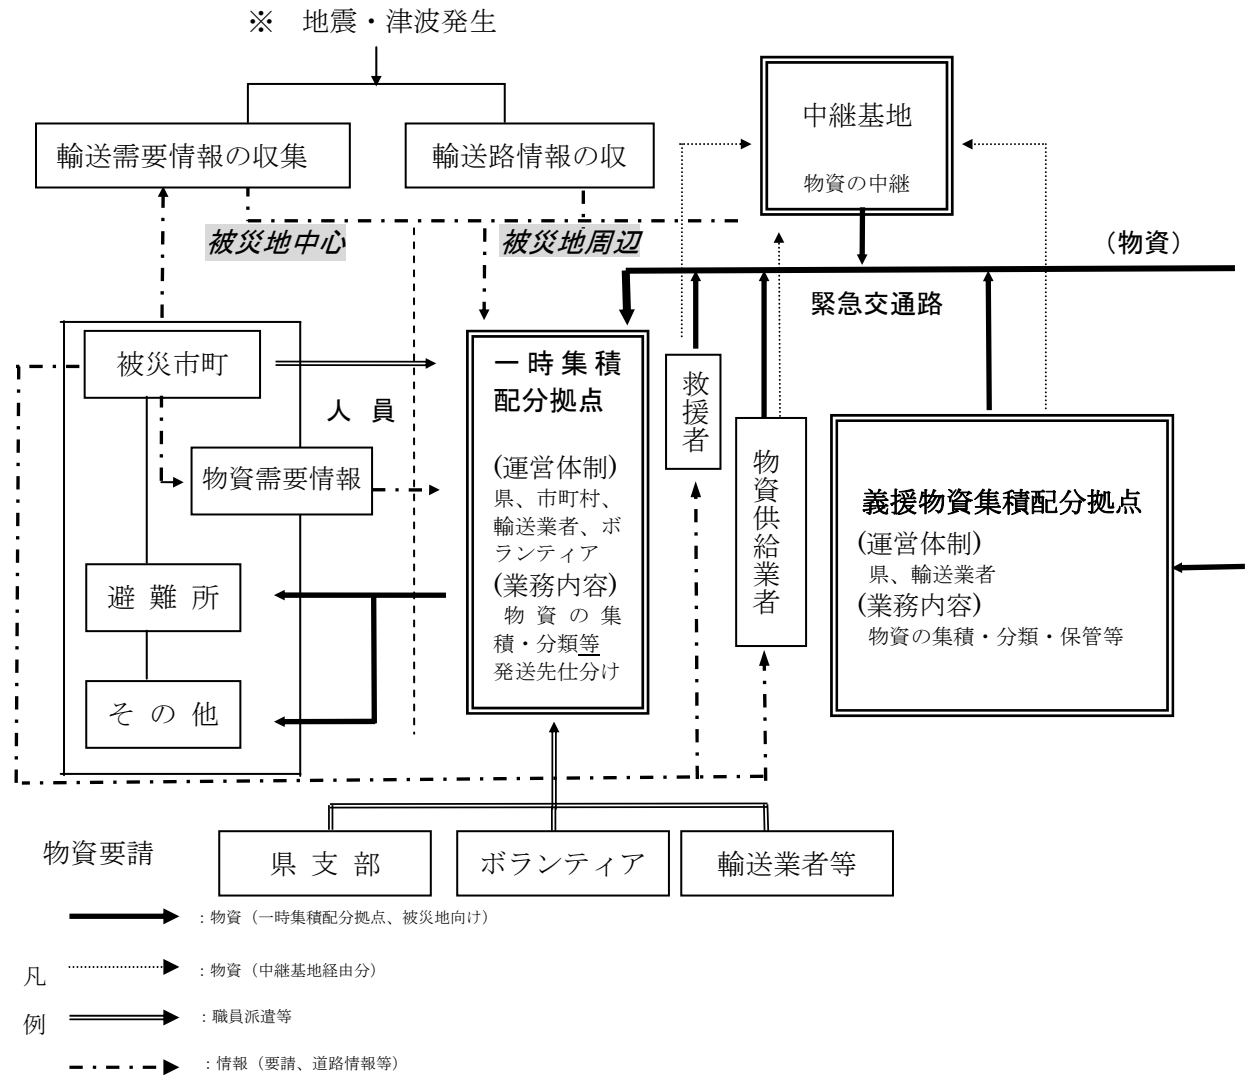 ※　地震・津波発生
輸送需要情報の収集
輸送路情報の収
中継基地
物資の中継
被災地中心
被災地周辺
（物資）
緊急交通路
被災市町
人 員
物資需要情報
避 難 所
そ の 他
一 時 集 積
配分拠点
(運営体制)
県、市町村、
輸送業者、ボ
ランティア
(業務内容)
物 資 の 集
積・分類等
発送先仕分け
救援者
物資供給業者
義援物資集積配分拠点
(運営体制)
県、輸送業者
(業務内容)
物資の集積・分類・保管等
物資要請
県 支 部
ボランティア
輸送業者等
凡
例
：物資（一時集積配分拠点、被災地向け）
：物資（中継基地経由分）
：職員派遣等
：情報（要請、道路情報等）